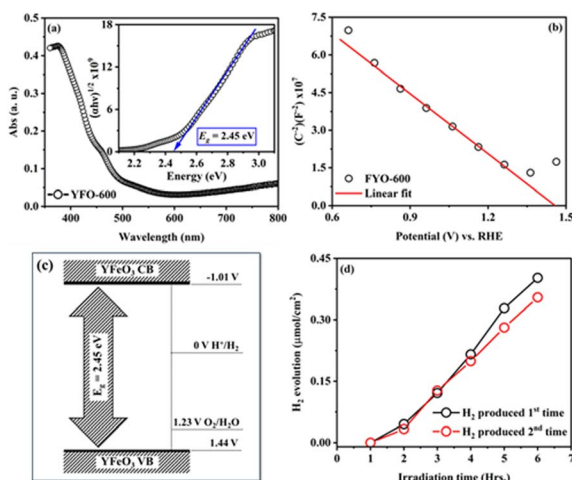 (a)
Abs (a. u.)
0.5
0.4
0.3
0.2
0.1
0.0
400 500 600 700 800
Wavelength (nm)
YFO-600
(αhν)^1/2 x10^9
18
12
6
0
2.2 2.4 2.6 2.8 3.0
Energy (eV)
E_g = 2.45 eV
(b)
(C^-2)(F^-2) x10^7
7.5
6.0
4.5
3.0
1.5
0.0
0.6 0.8 1.0 1.2 1.4
Potential (V) vs. RHE
FYO-600
Linear fit
(c)
YFeO3 CB
-1.01 V
E_g = 2.45 eV
0 V H+/H2
1.23 V O2/H2O
1.44 V
YFeO3 VB
(d)
H2 evolution (μmol/cm^2)
0.45
0.30
0.15
0.00
0 1 2 3 4 5 6 7
Irradiation time (Hrs.)
H2 produced 1st time
H2 produced 2nd time